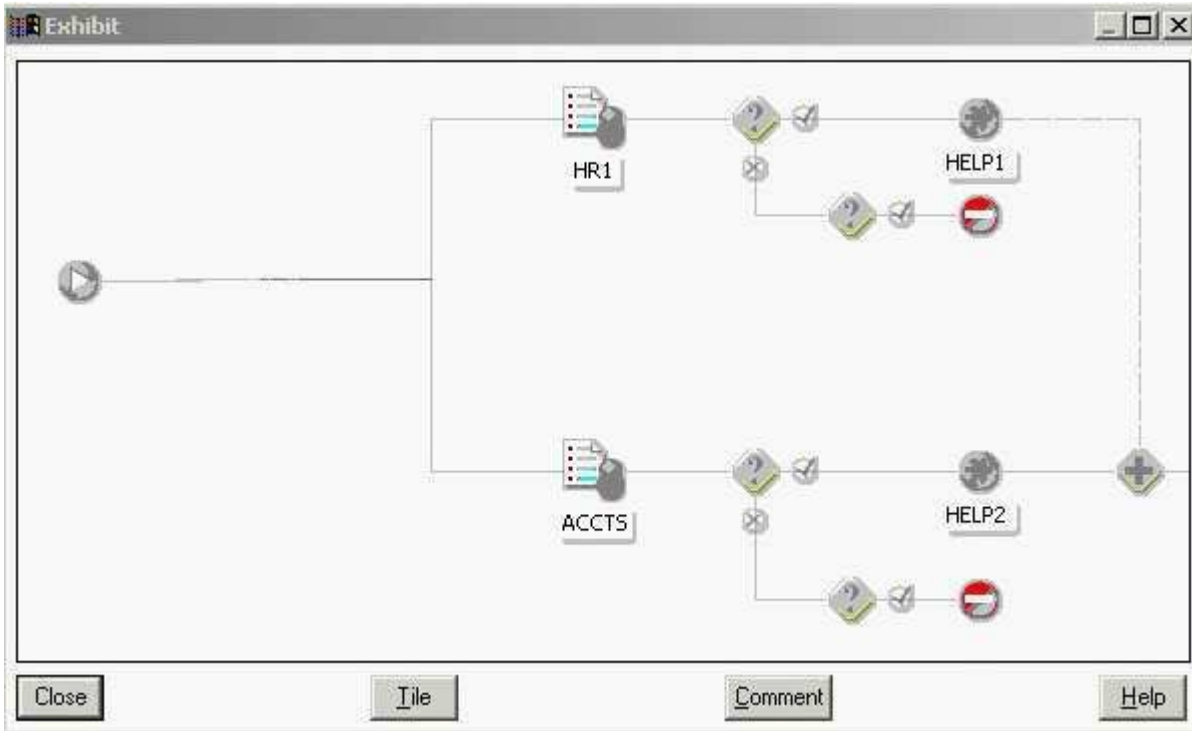 Exhibit
HR1
HELP1
ACCTS
HELP2
Close
Tile
Comment
Help